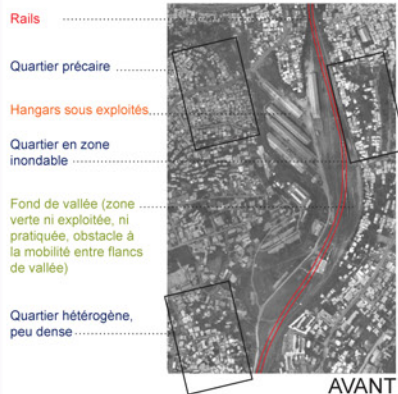 Rails
Quartier précaire
Hangars sous exploités
Quartier en zone
inondable
Fond de vallée (zone
verte ni exploitée, ni
pratiquée, obstacle à
la mobilité entre flancs
de vallée)
Quartier hétérogène,
peu dense
AVANT